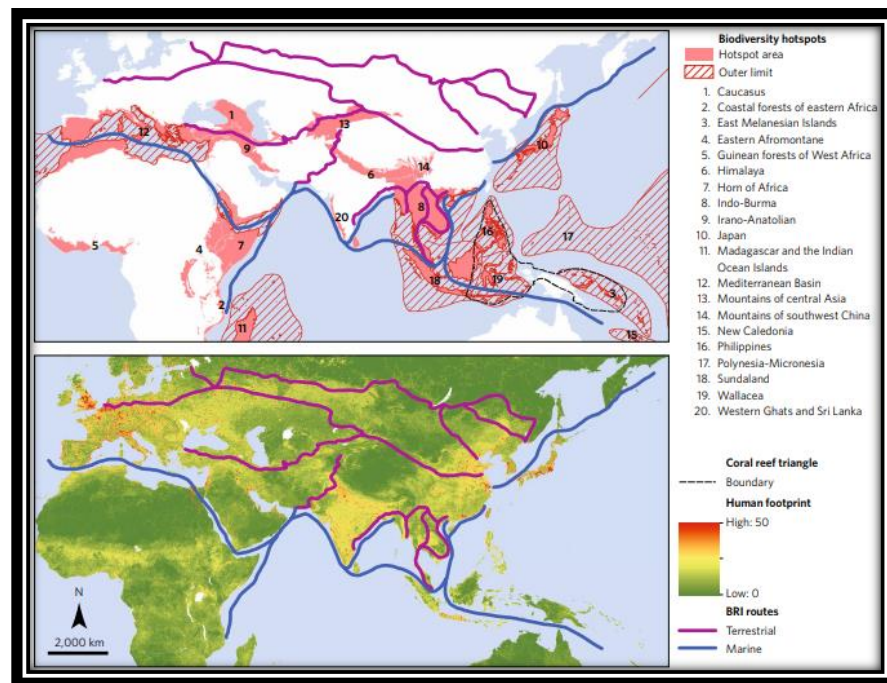 Biodiversity hotspots
Hotspot area
Outer limit
1. Caucasus
2. Coastal forests of eastern Africa
3. East Melanesian Islands
4. Eastern Afromontane
5. Guinean forests of West Africa
6. Himalaya
7. Horn of Africa
8. Indo-Burma
9. Irano-Anatolian
10. Japan
11. Madagascar and the Indian
Ocean Islands
12. Mediterranean Basin
13. Mountains of central Asia
14. Mountains of southwest China
15. New Caledonia
16. Philippines
17. Polynesia-Micronesia
18. Sundaland
19. Wallacea
20. Western Ghats and Sri Lanka
Coral reef triangle
Boundary
Human footprint
High: 50
Low: 0
BRI routes
Terrestrial
Marine
1
12
13
10
9
14
6
8
20
16
17
5
4
7
18
19
3
2
11
15
N
2,000 km